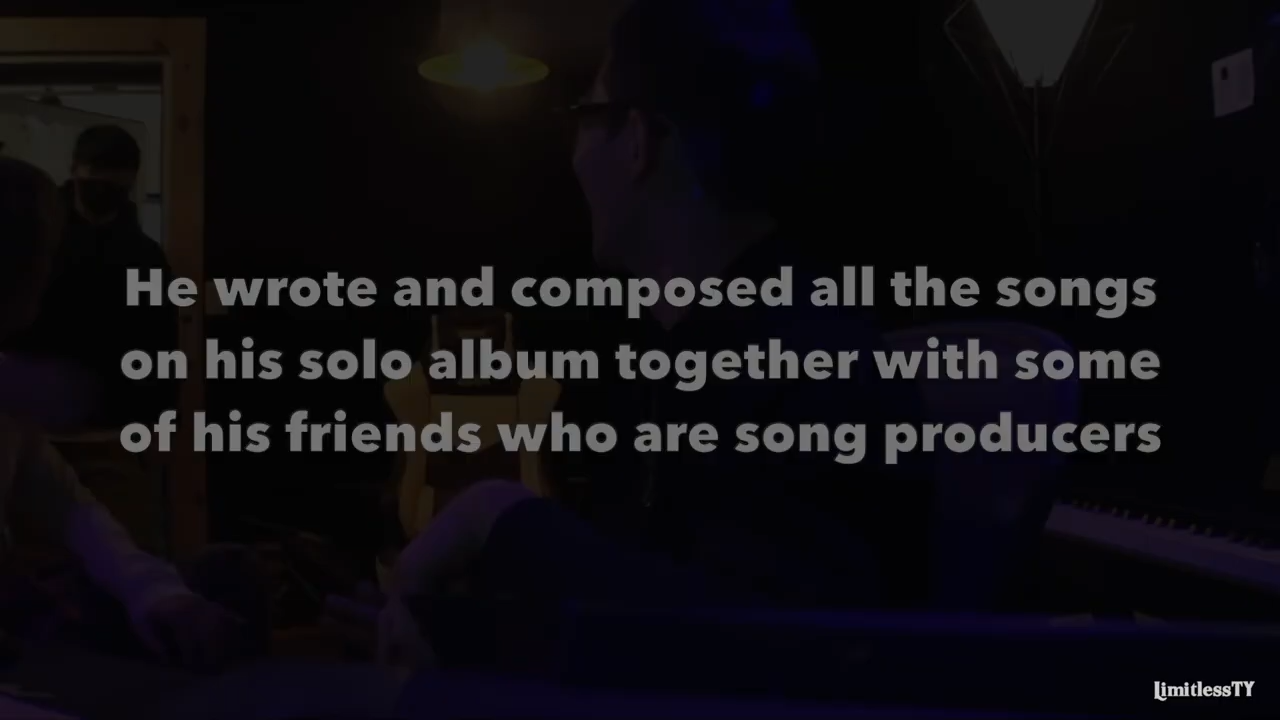 He wrote and composed all the songs
on his solo album together with some
of his friends who are song producers
LimitlessTY